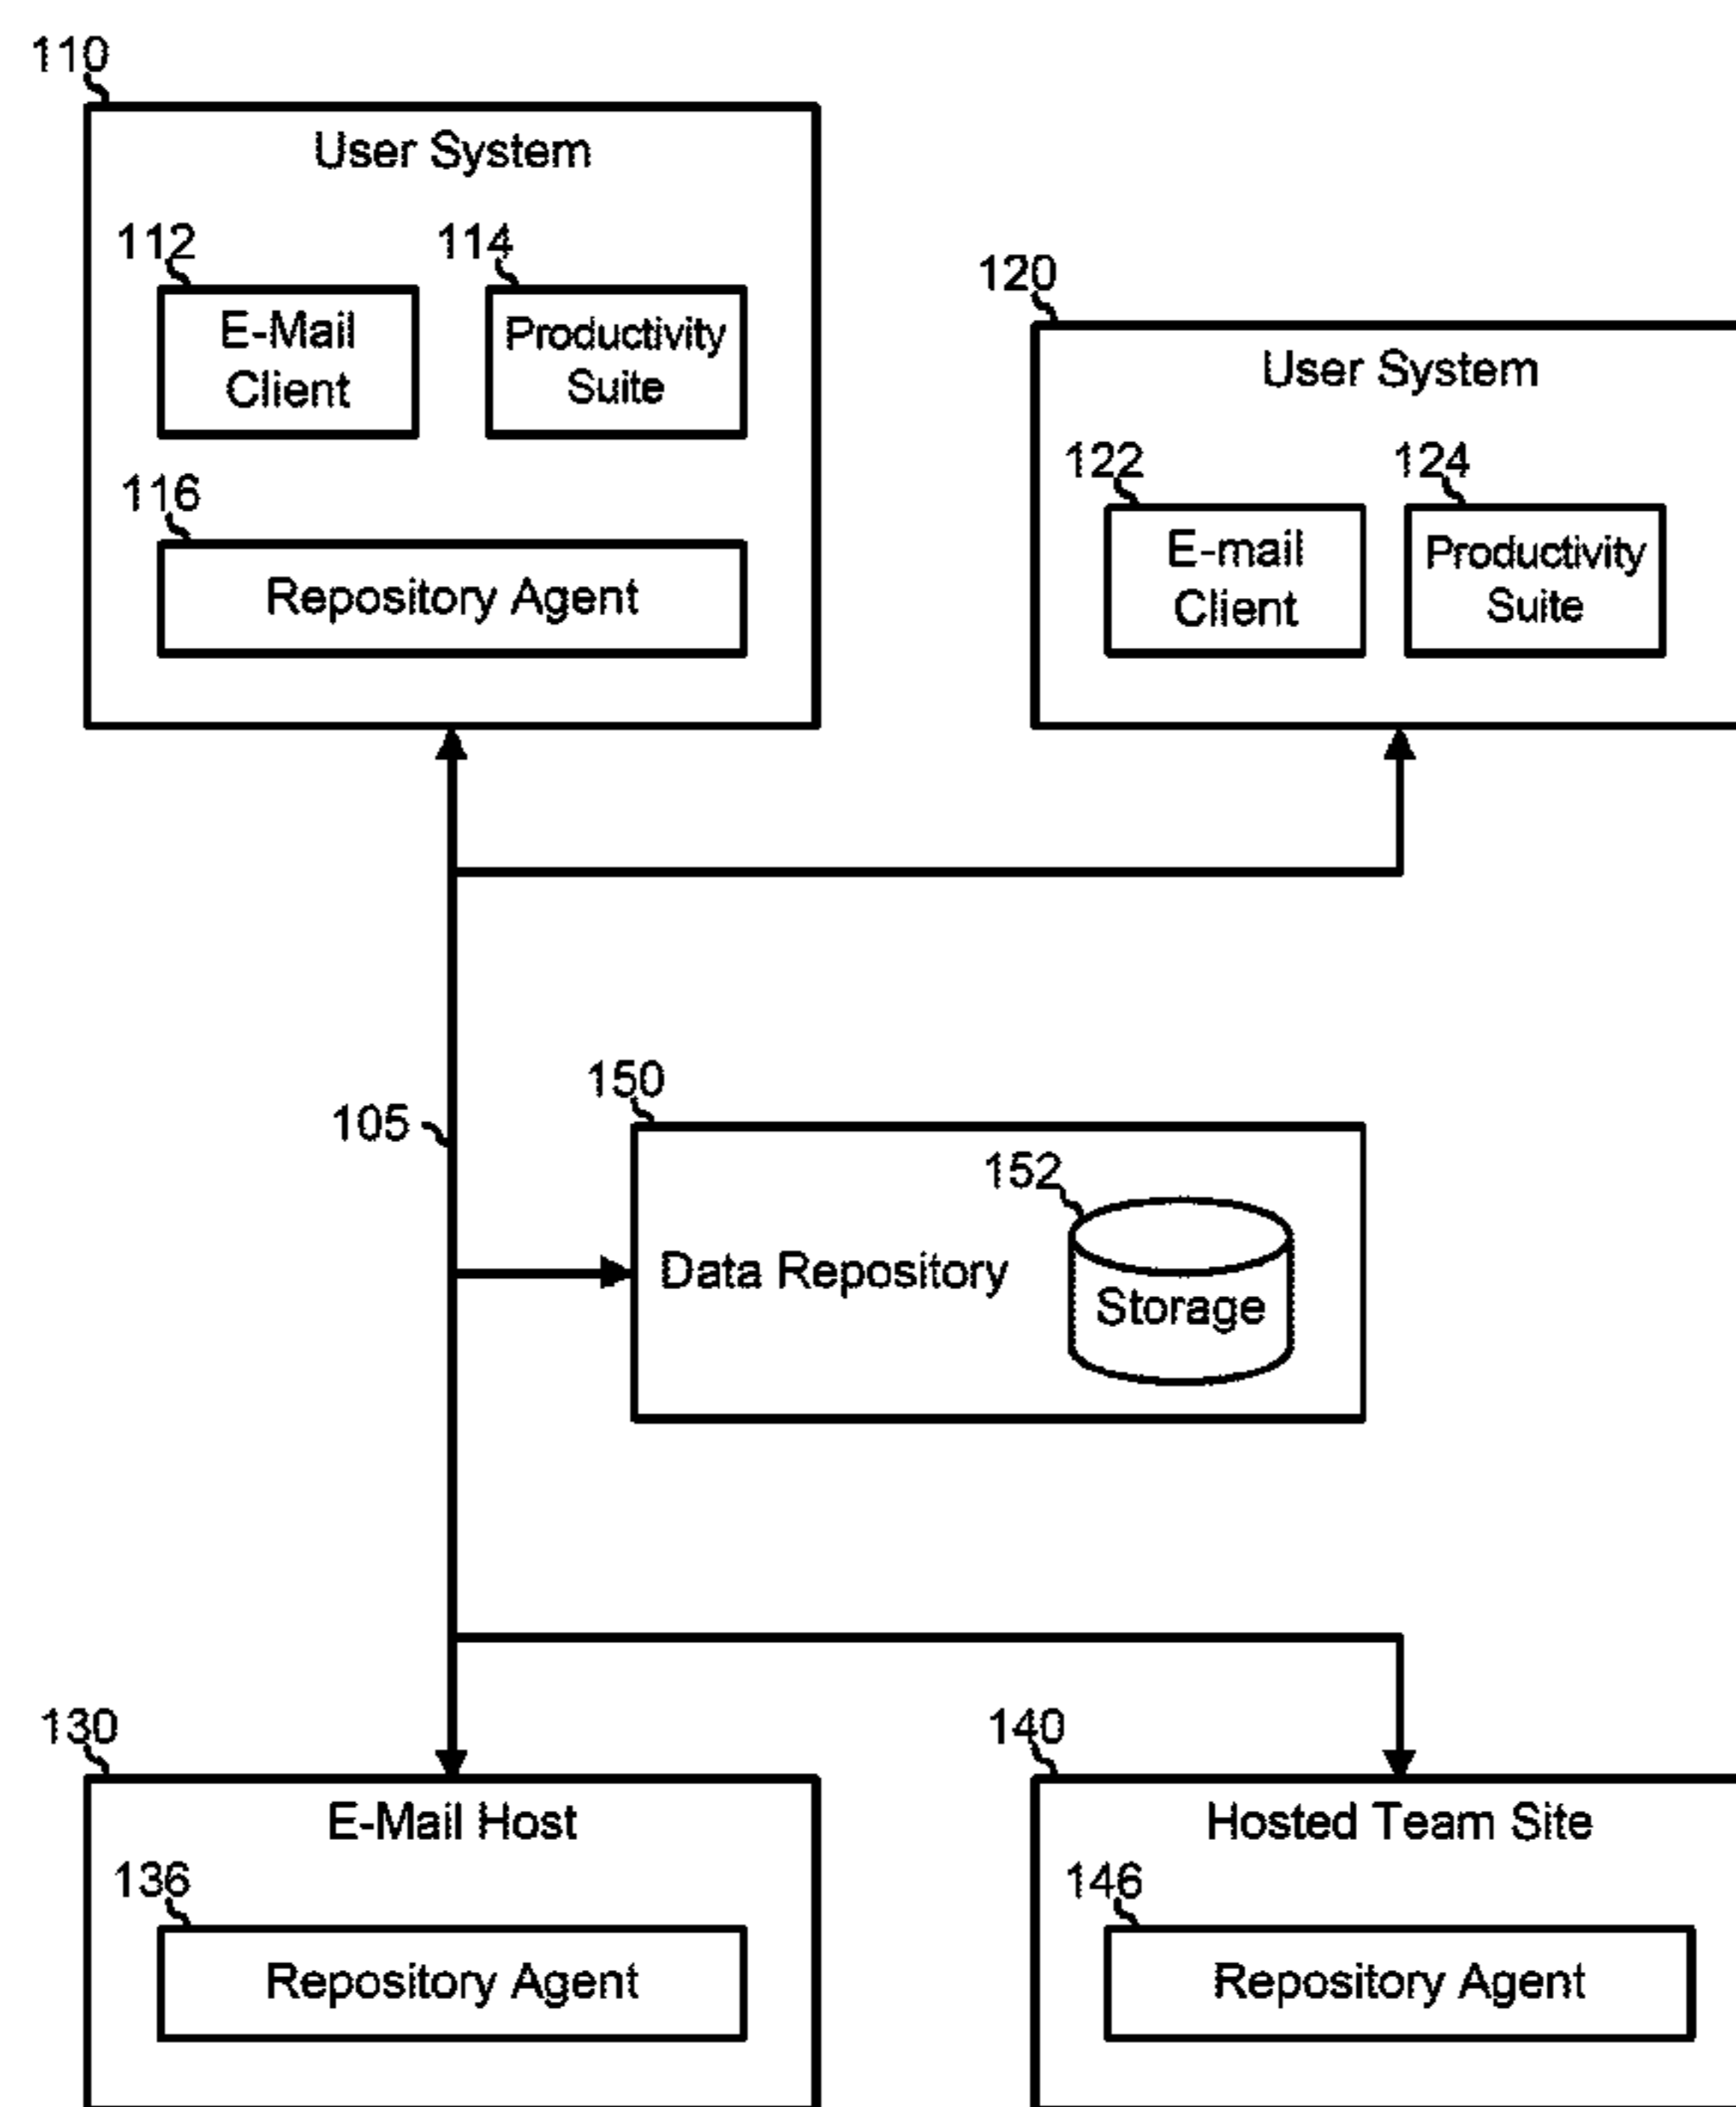 110
User System
112
114
E-Mail
Client
Productivity
Suite
116
Repository Agent
120
User System
122
124
E-mail
Client
Productivity
Suite
105
150
152
Data Repository
Storage
130
E-Mail Host
136
Repository Agent
140
Hosted Team Site
146
Repository Agent